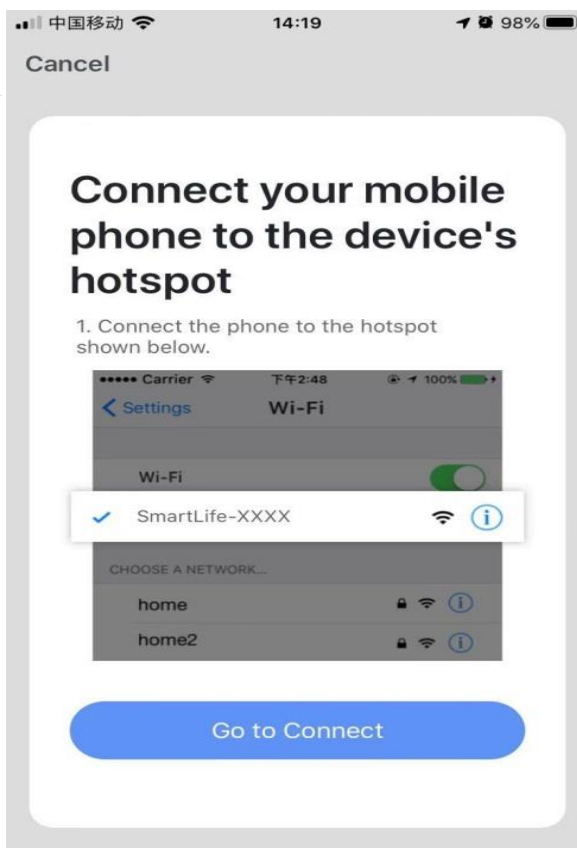 中国移动 14:19 98%
Cancel
Connect your mobile
phone to the device's
hotspot
1. Connect the phone to the hotspot
shown below.
Carrier 下午2:48 100%
Settings Wi-Fi
Wi-Fi
SmartLife-XXXX
CHOOSE A NETWORK...
home
home2
Go to Connect